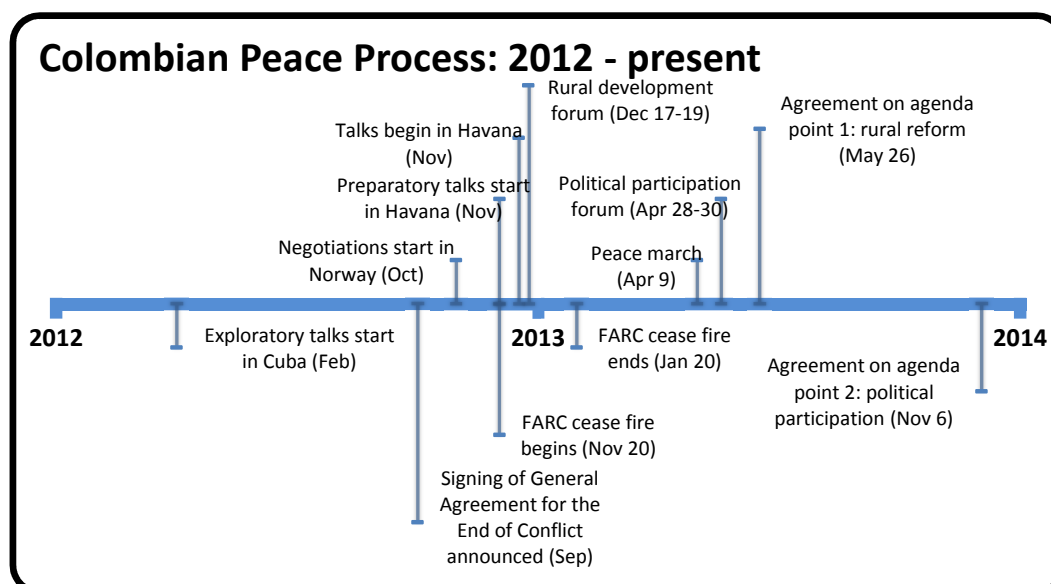 Colombian Peace Process: 2012 - present
Rural development
forum (Dec 17-19)
Talks begin in Havana
(Nov)
Preparatory talks start
in Havana (Nov)
Negotiations start in
Norway (Oct)
Agreement on agenda
point 1: rural reform
(May 26)
Political participation
forum (Apr 28-30)
Peace march
(Apr 9)
2012
2013
2014
Exploratory talks start
in Cuba (Feb)
FARC cease fire
ends (Jan 20)
Agreement on agenda
point 2: political
participation (Nov 6)
FARC cease fire
begins (Nov 20)
Signing of General
Agreement for the
End of Conflict
announced (Sep)